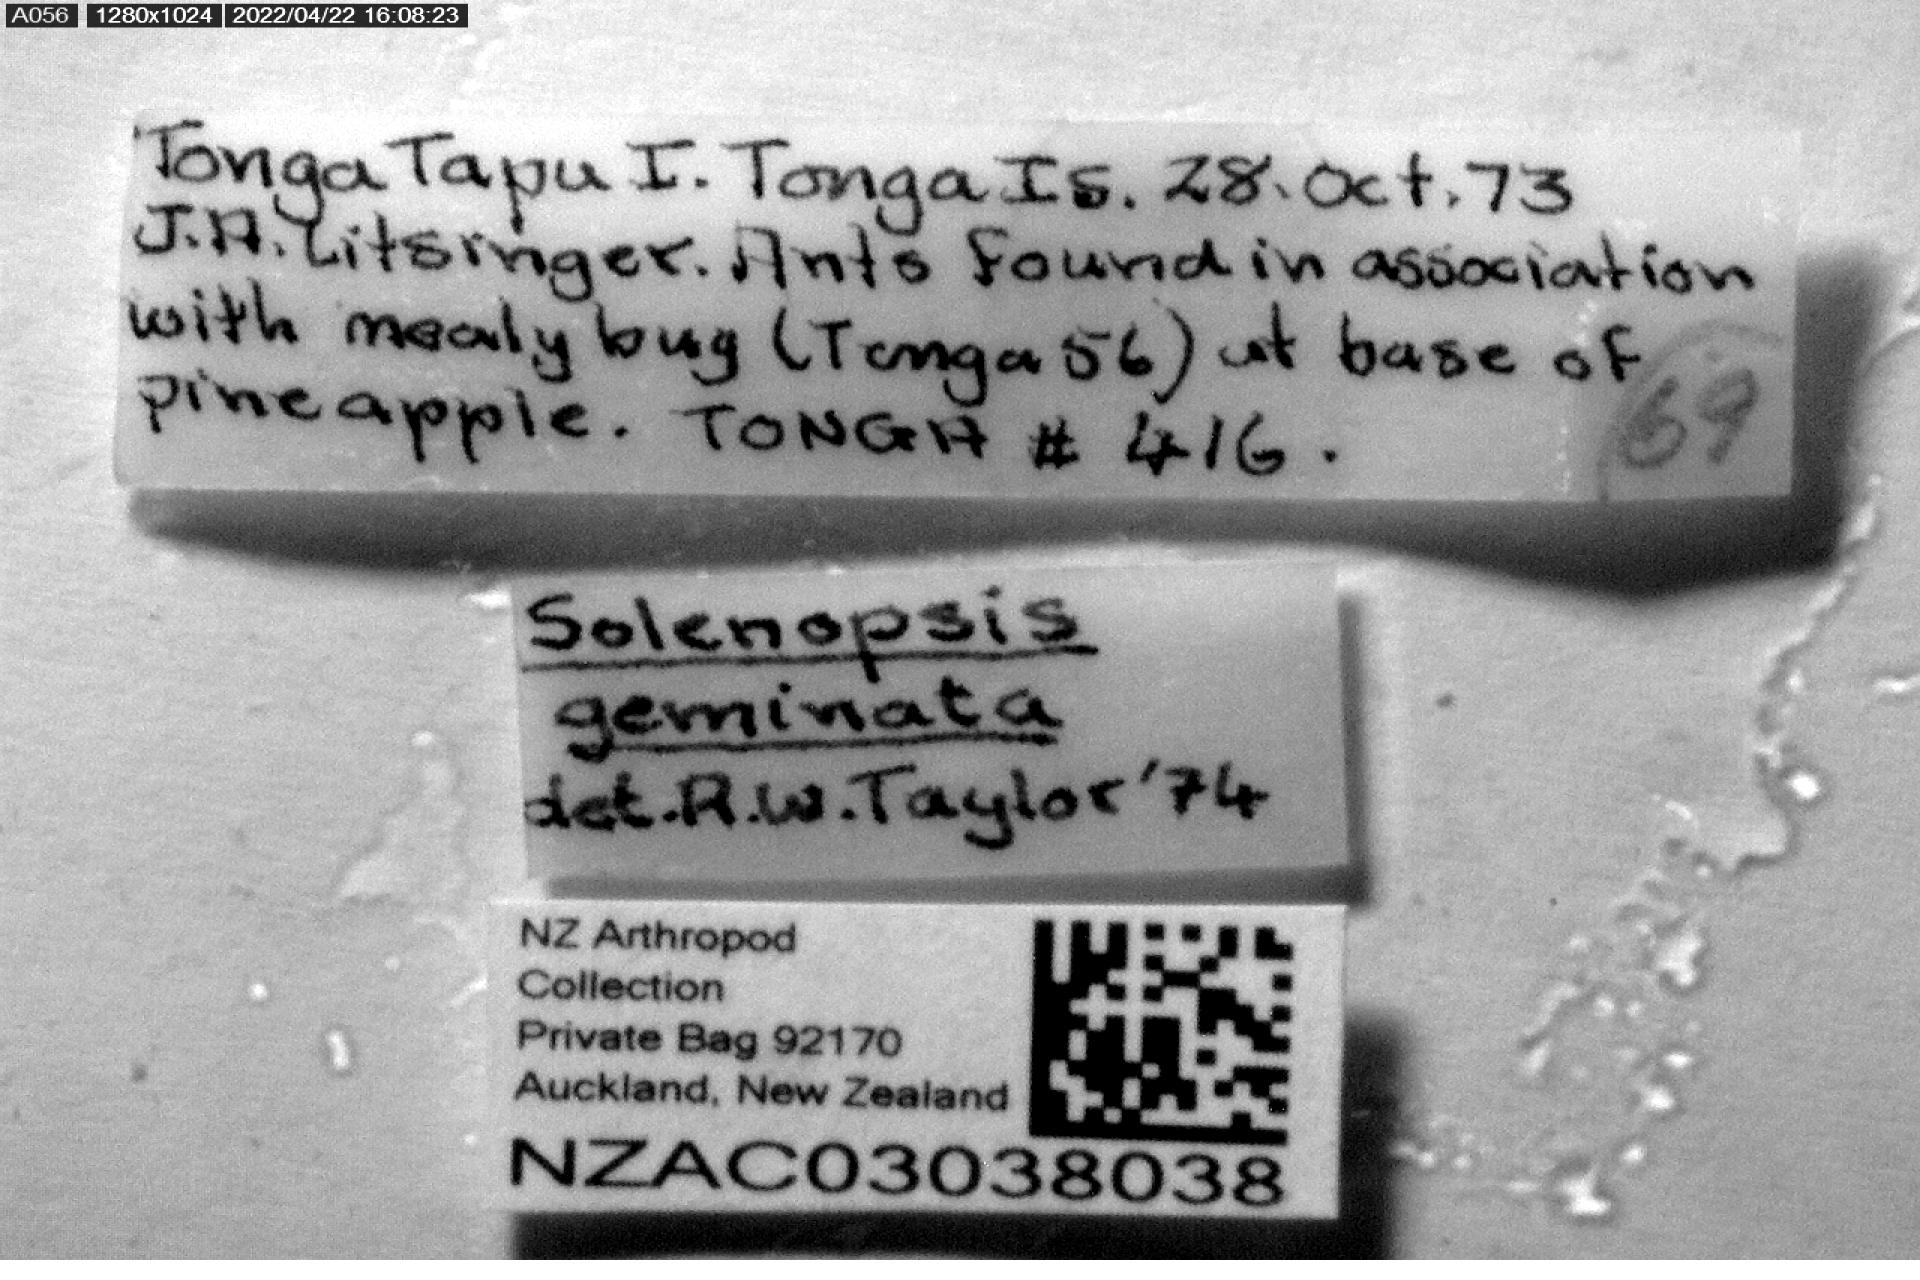 A056 1280x1024 2022/04/22 16:08:23
Tonga Tapu I. Tonga Is. 28. Oct. 73
J.A. Litsinger. Ants found in association
with mealy bug (Tonga 56) at base of
pineapple. TONGA # 416.
69
Solenopsis
geminata
det. R.W. Taylor '74
NZ Arthropod
Collection
Private Bag 92170
Auckland, New Zealand
NZAC03038038